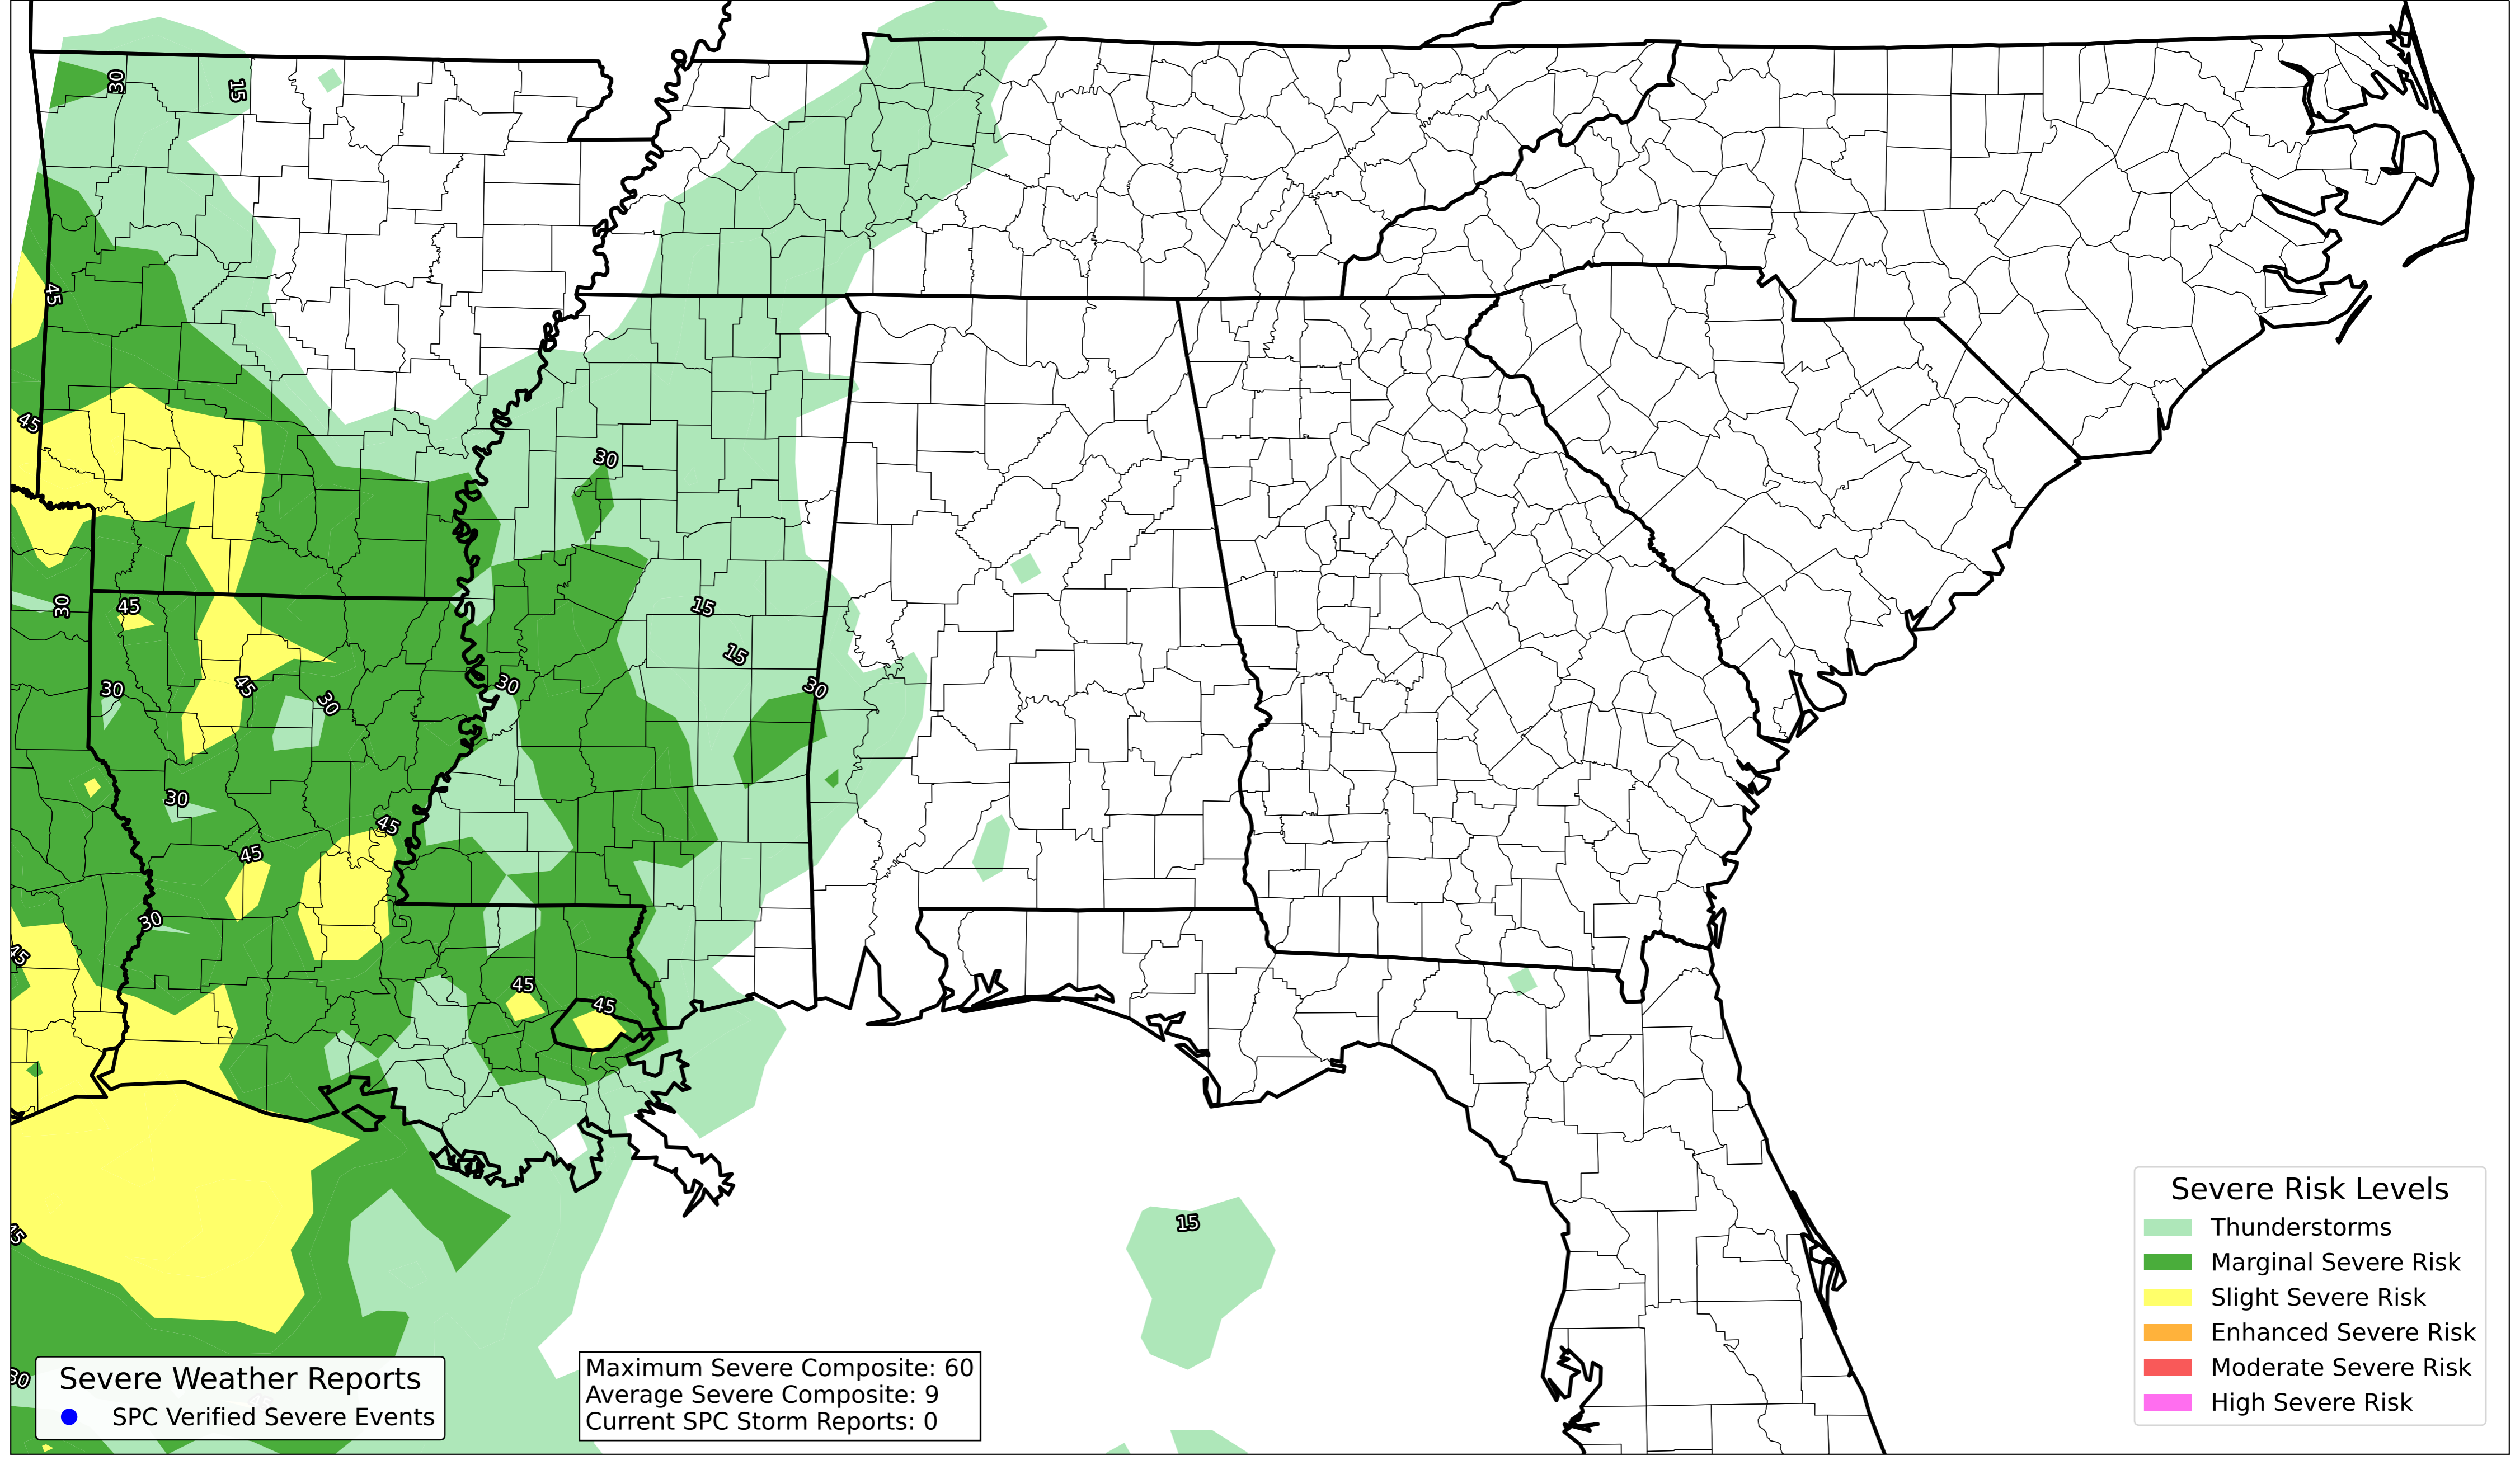 30
15
45
45
30
30
45
15
15
30
30
45
30
30
30
45
45
30
45
45
45
45
15
30
Severe Risk Levels
Thunderstorms
Marginal Severe Risk
Slight Severe Risk
Enhanced Severe Risk
Moderate Severe Risk
High Severe Risk
Severe Weather Reports
SPC Verified Severe Events
Maximum Severe Composite: 60
Average Severe Composite: 9
Current SPC Storm Reports: 0